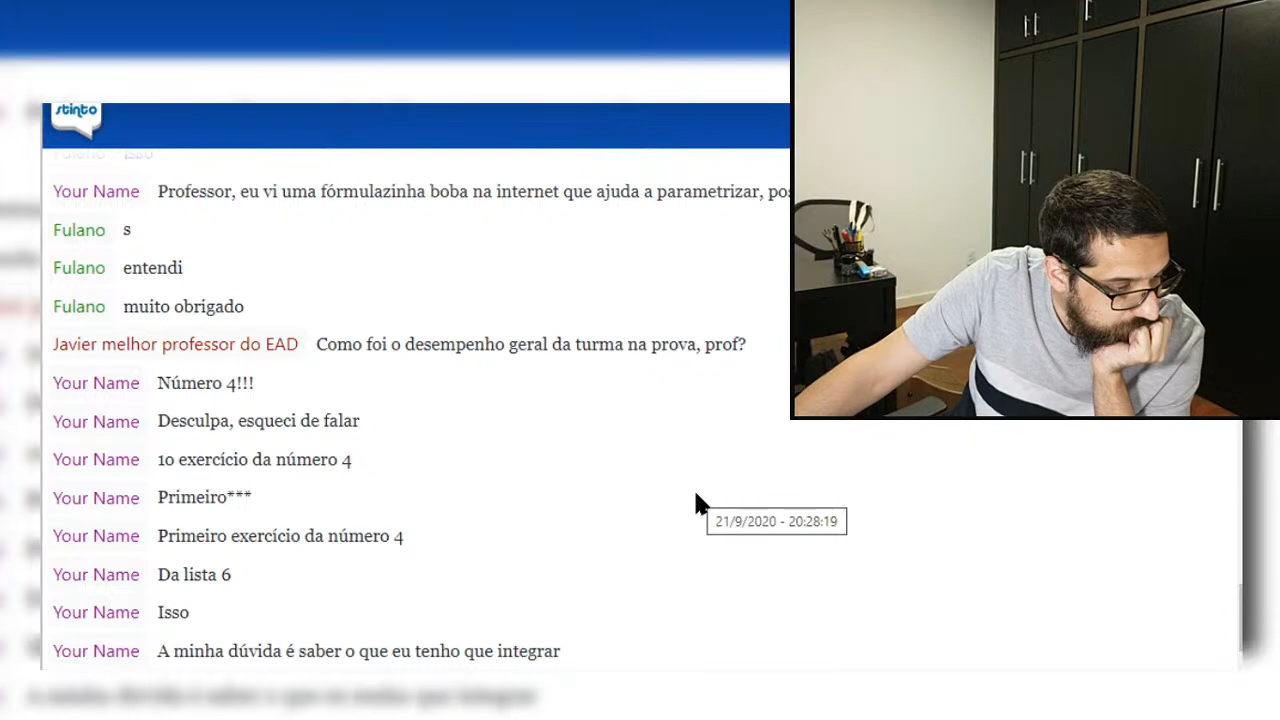 stinto
Fulano Isso
Your Name Professor, eu vi uma fórmulazinha boba na internet que ajuda a parametrizar,
Fulano s
Fulano entendi
Fulano muito obrigado
Javier melhor professor do EAD Como foi o desempenho geral da turma na prova, prof?
Your Name Número 4!!!
Your Name Desculpa, esqueci de falar
Your Name 1o exercício da número 4
Your Name Primeiro***
Your Name Primeiro exercício da número 4
21/9/2020 - 20:28:19
Your Name Da lista 6
Your Name Isso
Your Name A minha dúvida é saber o que eu tenho que integrar